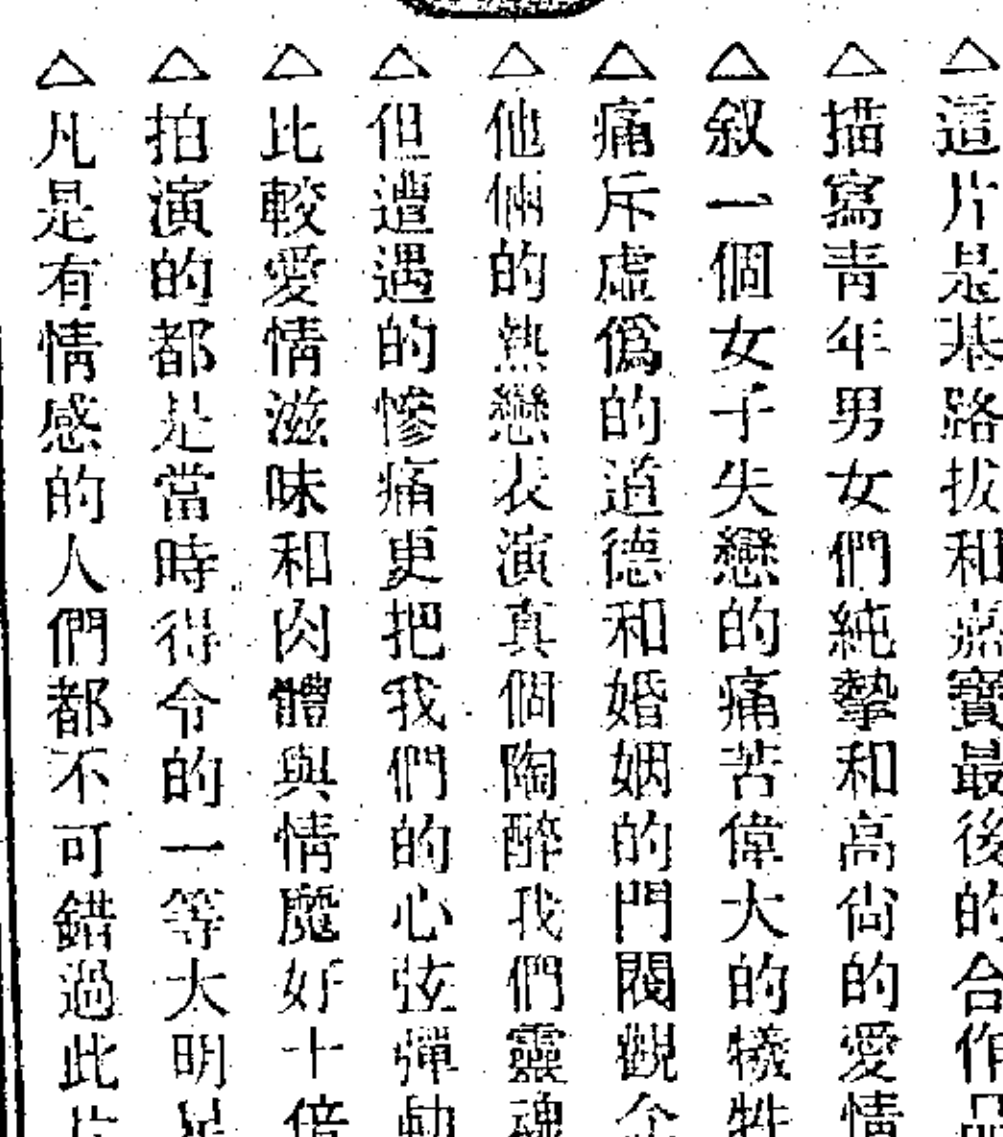 △這片是基路拔和嘉寶最後的合作品
△描寫青年男女們純摯和高尙的愛情
△叙一個女子失戀的痛苦偉大的犧牲
△痛斥虛僞的道德和婚姻的門閥觀念
△他倆的熱戀表演真個陶醉我們靈魂
△但遭遇的慘痛更把我們的心弦彈動
△比較愛情滋味和肉體與情魔好十倍
△拍演的都是當時得令的一等大明星
△凡是有情感的人們都不可錯過此片